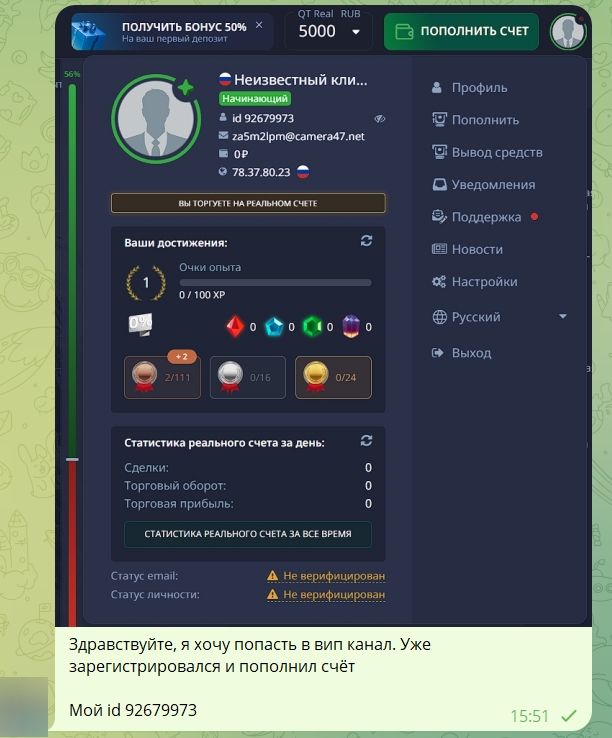 ПОЛУЧИТЬ БОНУС 50%
На ваш первый депозит
QT Real RUB
5000
ПОПОЛНИТЬ СЧЕТ
56%
Неизвестный кли...
Начинающий
id 92679973
za5m2lpm@camera47.net
0 ₽
78.37.80.23
ВЫ ТОРГУЕТЕ НА РЕАЛЬНОМ СЧЕТЕ
Ваши достижения:
1
Очки опыта
0 / 100 XP
0%
0 0 0 0
+ 2
2/111 0/16 0/24
Статистика реального счета за день:
Сделки: 0
Торговый оборот: 0
Торговая прибыль: 0
СТАТИСТИКА РЕАЛЬНОГО СЧЕТА ЗА ВСЕ ВРЕМЯ
Статус email: Не верифицирован
Статус личности: Не верифицирован
Профиль
Пополнить
Вывод средств
Уведомления
Поддержка
Новости
Настройки
Русский
Выход
Здравствуйте, я хочу попасть в вип канал. Уже
зарегистрировался и пополнил счёт
Мой id 92679973
15:51